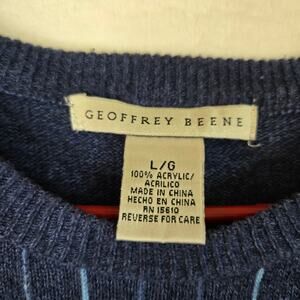 GEOFFREY BEENE
L/G
100% ACRYLIC/
ACRILICO
MADE IN CHINA
HECHO EN CHINA
RN 15610
REVERSE FOR CARE